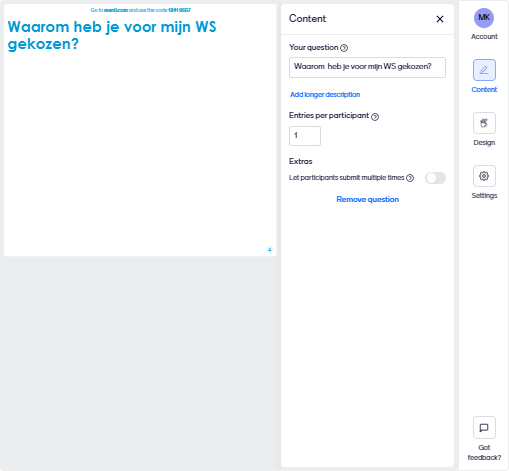 Go to menti.com and use the code 1841 9557
Waarom heb je voor mijn WS
gekozen?
Content
Your question
Waarom heb je voor mijn WS gekozen?
Add longer description
Entries per participant
1
Extras
Let participants submit multiple times
Remove question
MK
Account
Content
Design
Settings
Got
feedback?